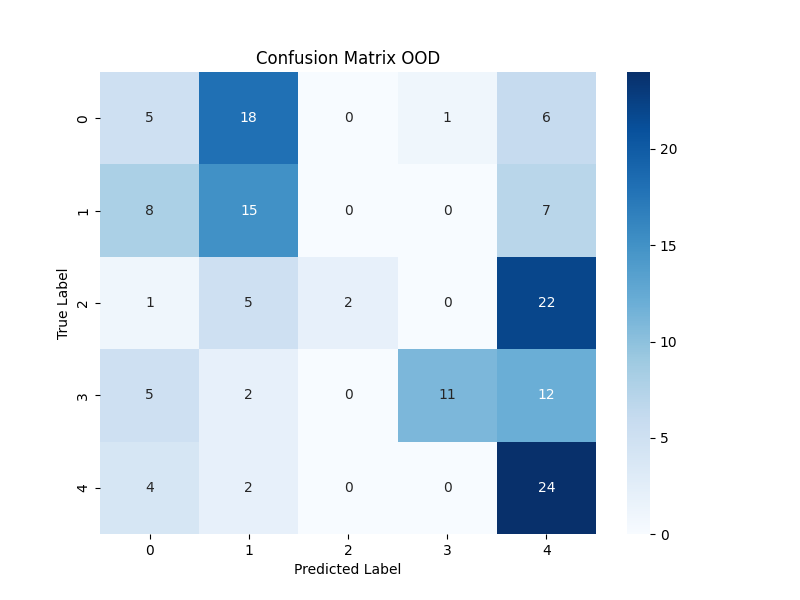 Confusion Matrix OOD
True Label
0 5 18 0 1 6
1 8 15 0 0 7
2 1 5 2 0 22
3 5 2 0 11 12
4 4 2 0 0 24
0 1 2 3 4
Predicted Label
20
15
10
5
0